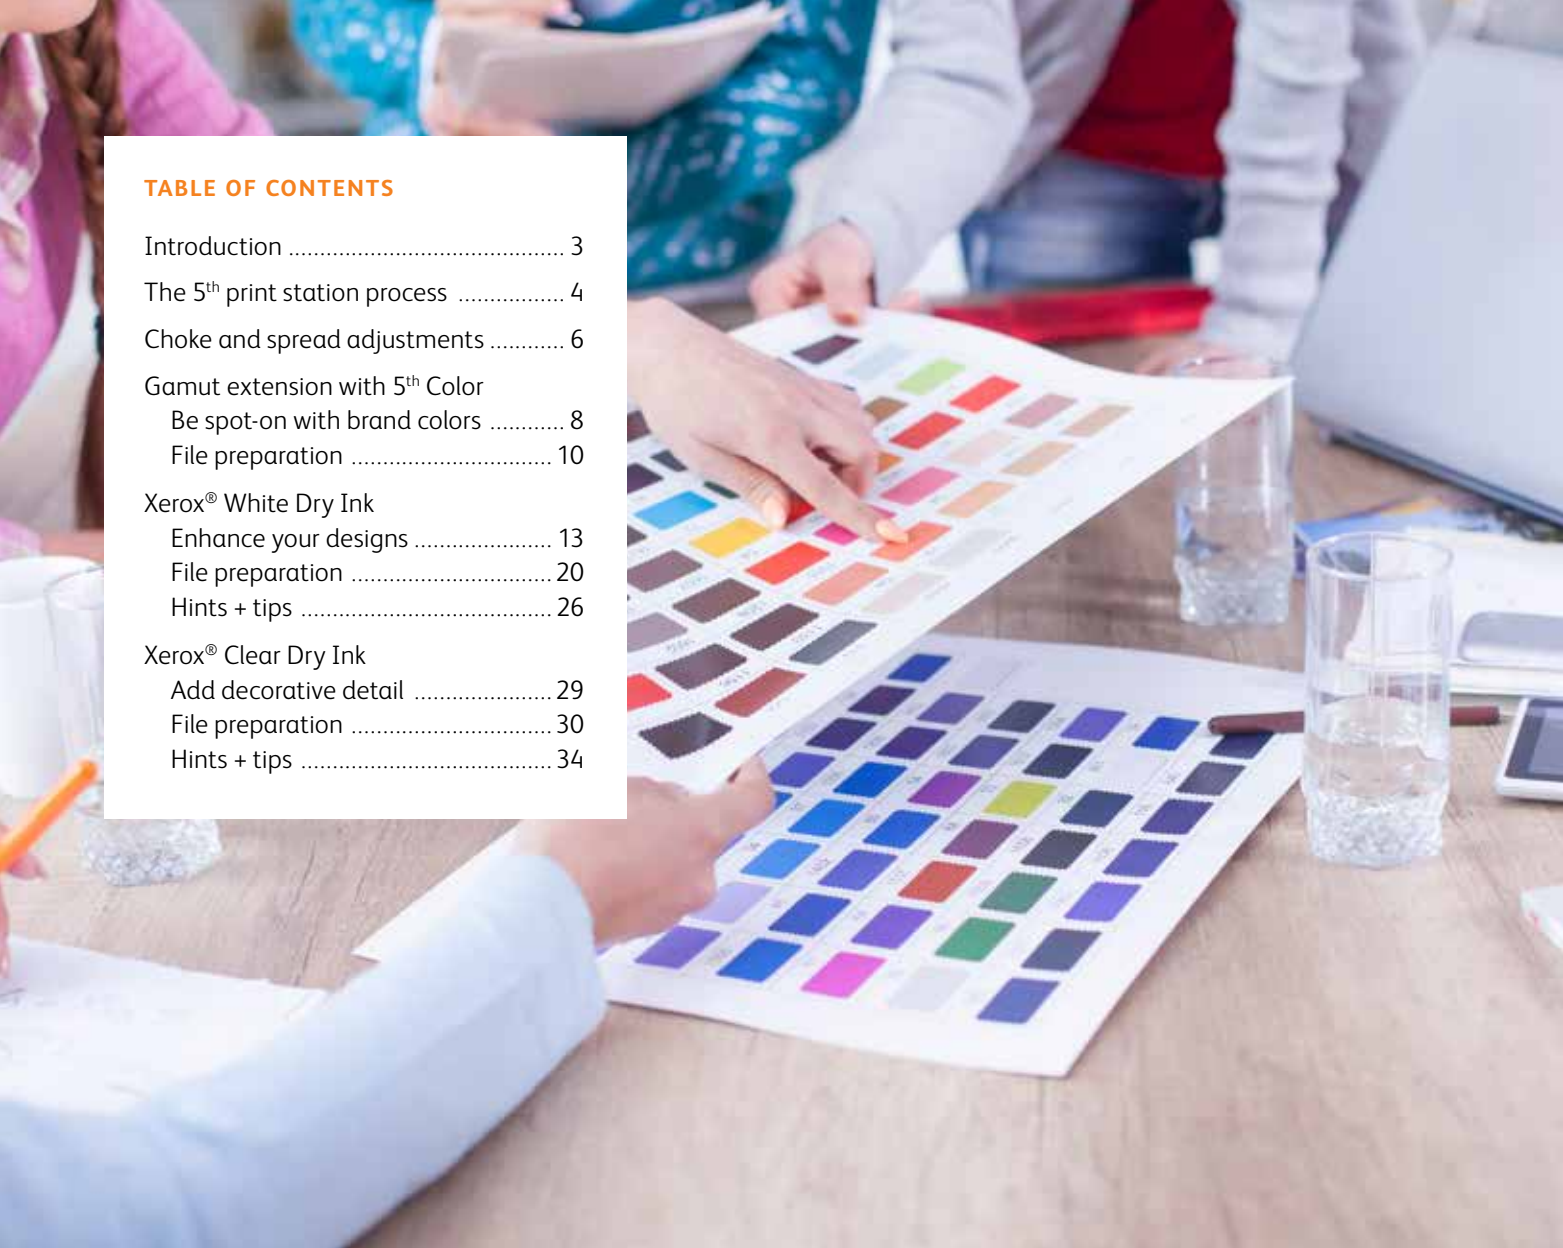 TABLE OF CONTENTS
Introduction ............................................ 3
The 5th print station process ................. 4
Choke and spread adjustments ............ 6
Gamut extension with 5th Color
Be spot-on with brand colors ............ 8
File preparation ................................ 10
Xerox® White Dry Ink
Enhance your designs ...................... 13
File preparation ................................ 20
Hints + tips ........................................ 26
Xerox® Clear Dry Ink
Add decorative detail ...................... 29
File preparation ................................ 30
Hints + tips ........................................ 34